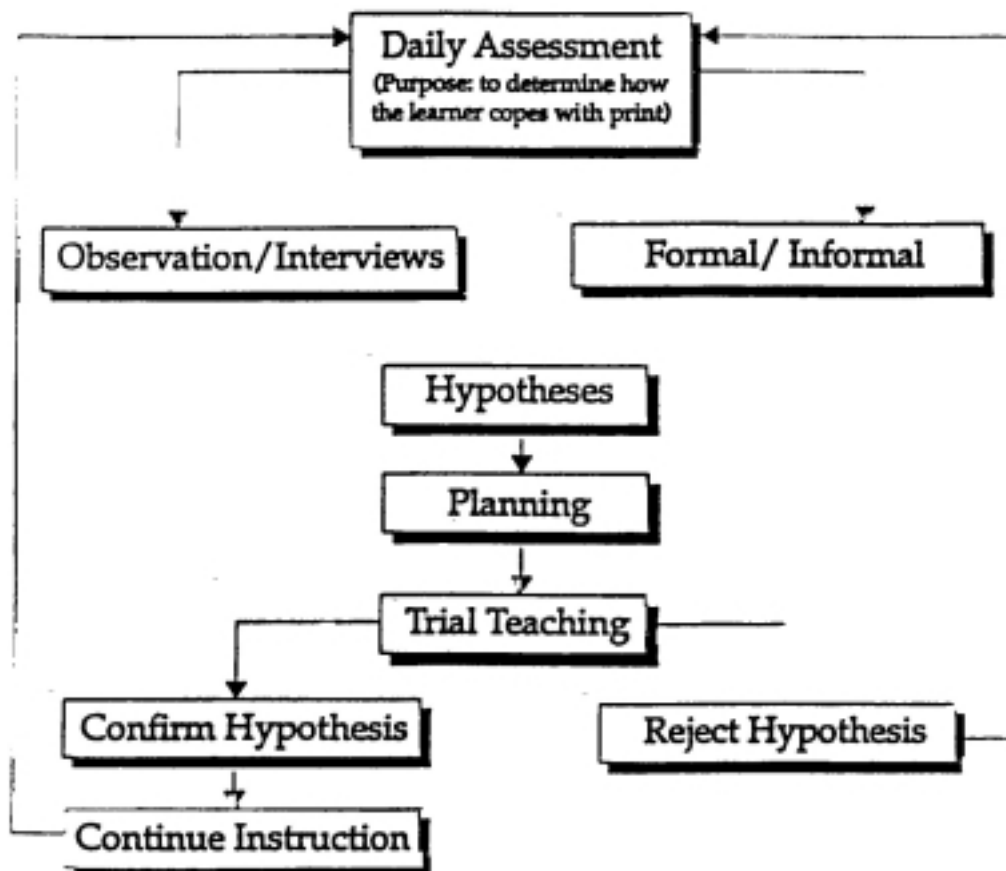 Daily Assessment
(Purpose: to determine how
the learner copes with print)
Observation/Interviews
Formal/ Informal
Hypotheses
Planning
Trial Teaching
Confirm Hypothesis
Reject Hypothesis
Continue Instruction